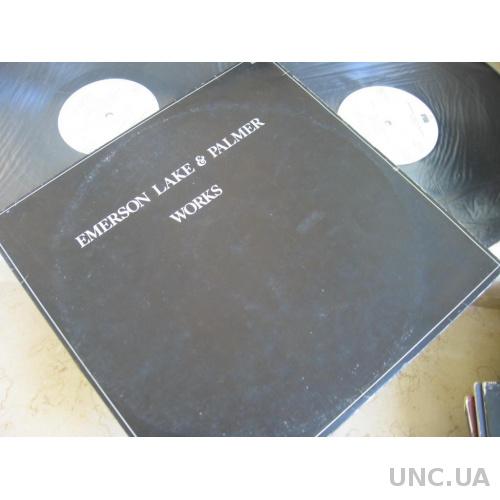 EMERSON LAKE & PALMER
WORKS
UNC.UA